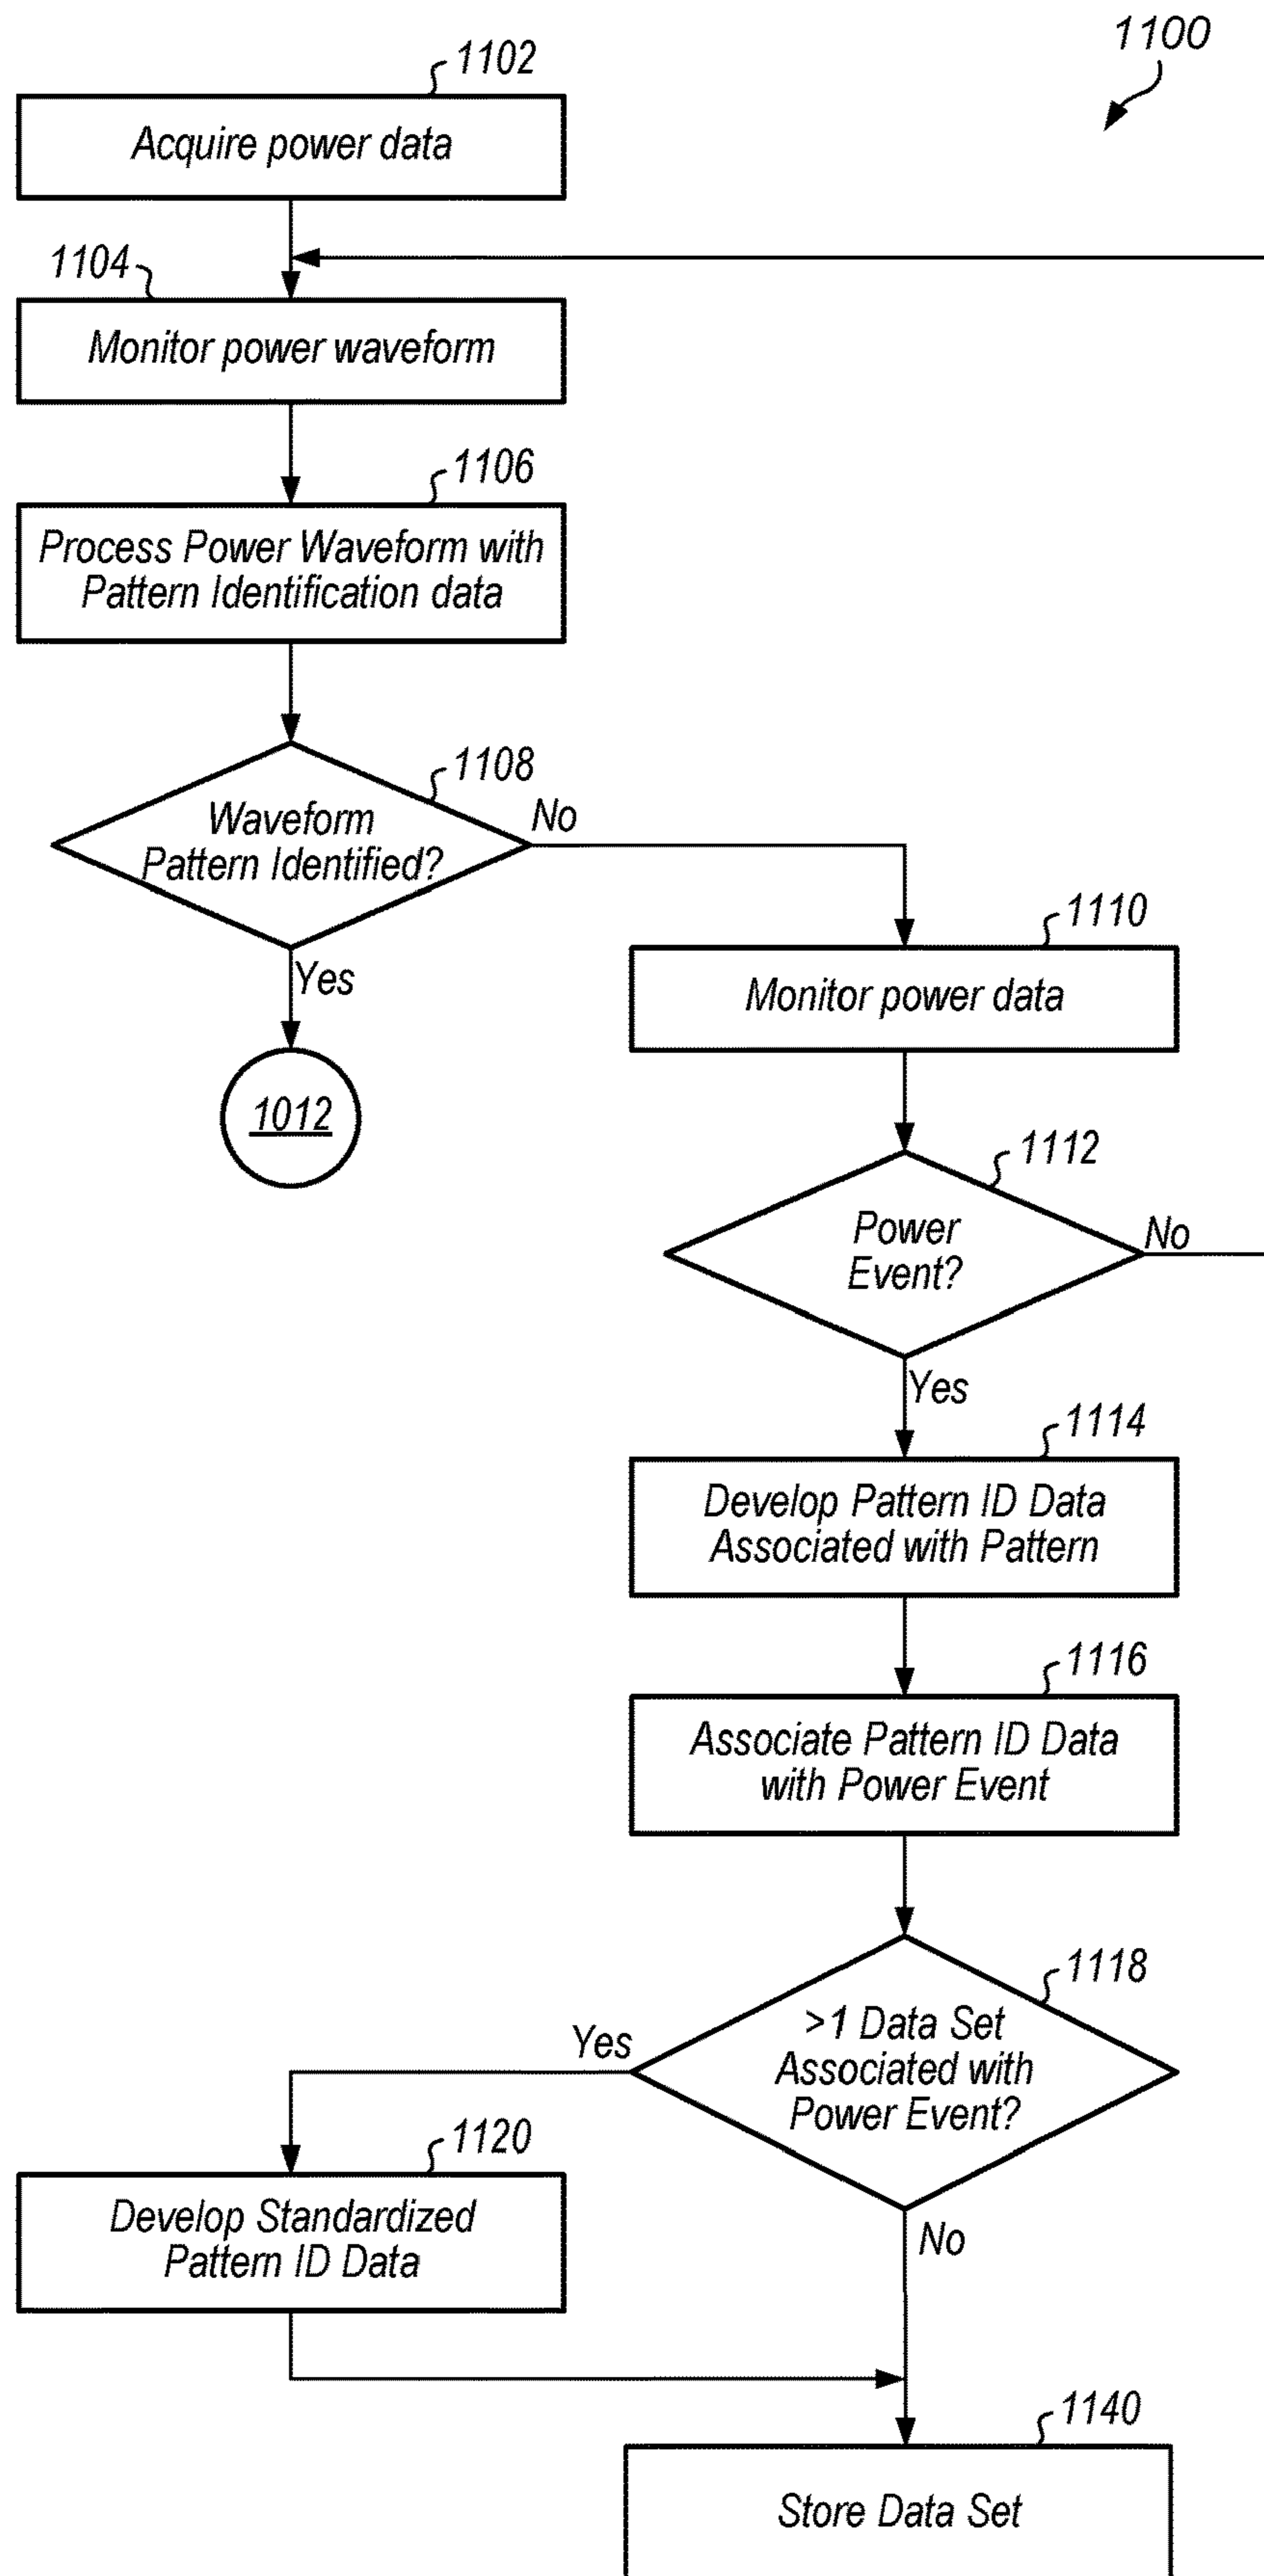 1100
1102
Acquire power data
1104
Monitor power waveform
1106
Process Power Waveform with
Pattern Identification data
1108
Waveform
Pattern Identified?
No
Yes
1012
1110
Monitor power data
1112
Power
Event?
No
Yes
1114
Develop Pattern ID Data
Associated with Pattern
1116
Associate Pattern ID Data
with Power Event
1118
>1 Data Set
Associated with
Power Event?
Yes
No
1120
Develop Standardized
Pattern ID Data
1140
Store Data Set